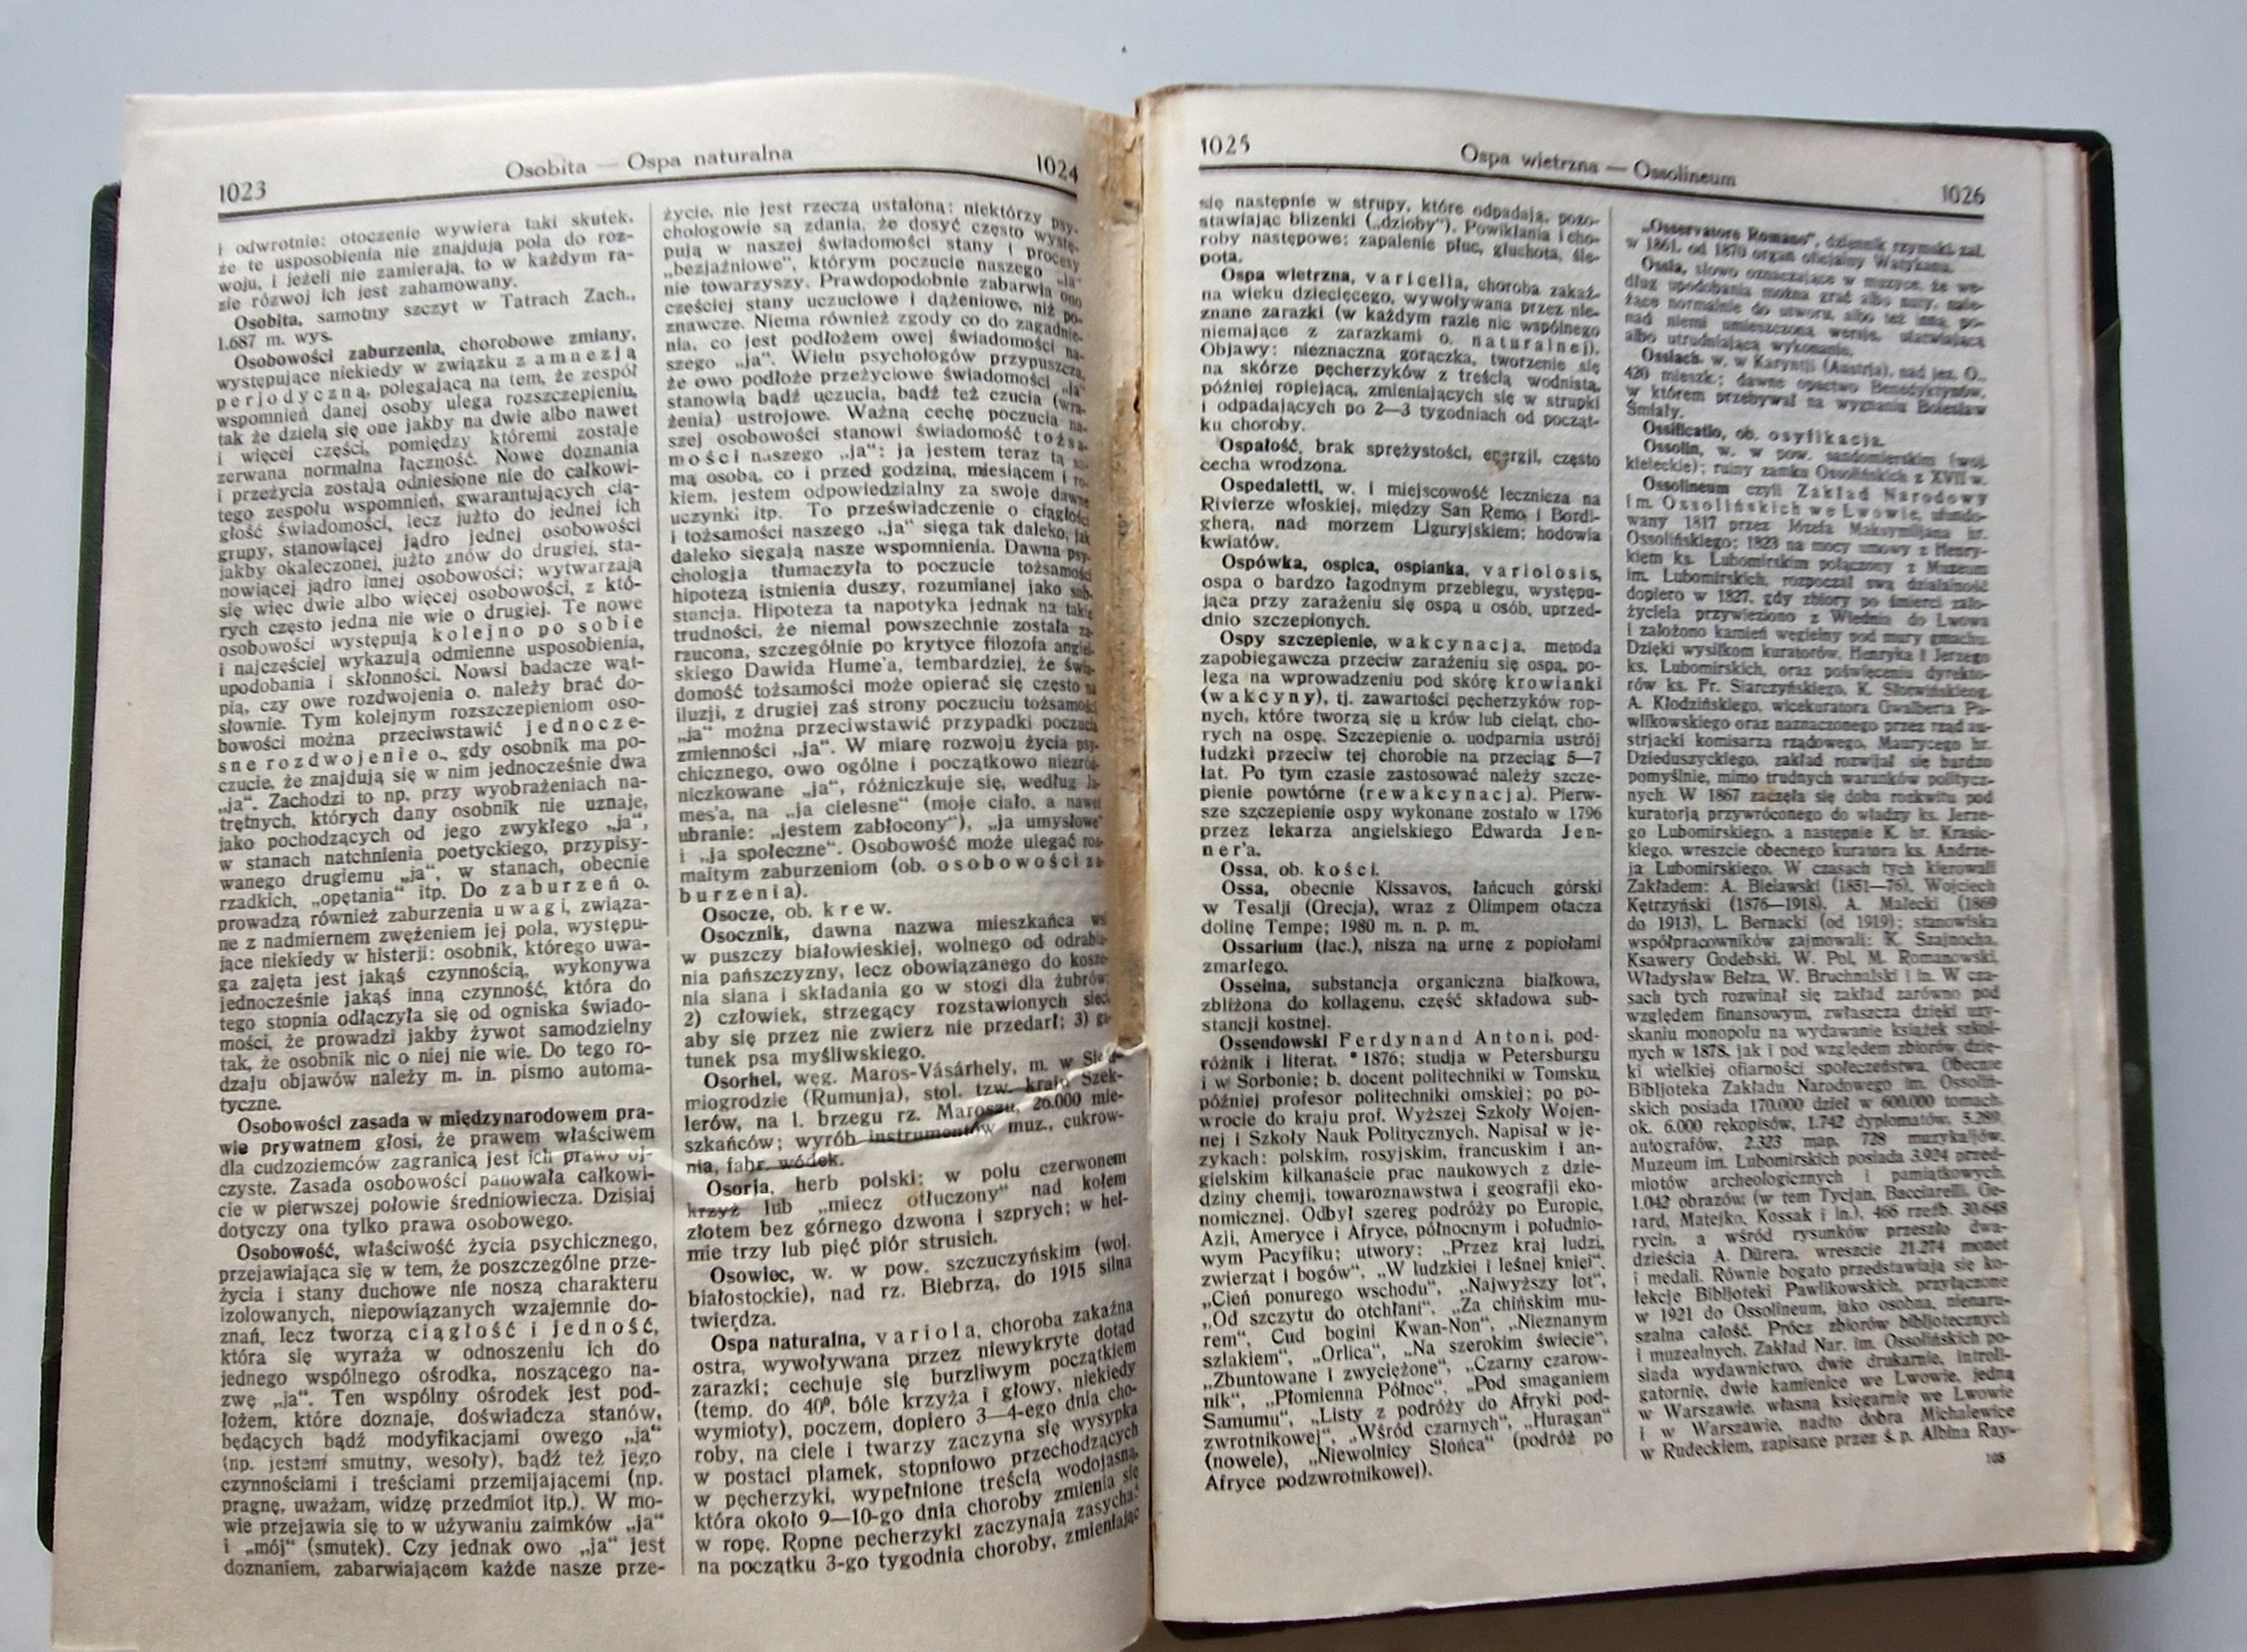 1023
Osobita — Ospa naturalna
1024
i odwrotnie: otoczenie wywiera taki skutek,
że te usposobienia nie znajdują pola do roz-
woju, i jeżeli nie zamierają, to w każdym ra-
zie rozwój ich jest zahamowany.
Osobita, samotny szczyt w Tatrach Zach.,
1.687 m. wys.
Osobowości zaburzenia, chorobowe zmiany,
występujące niekiedy w związku z amnezją
perjodyczną, polegającą na tem, że zespół
wspomnień danej osoby ulega rozszczepieniu,
tak że dzielą się one jakby na dwie albo nawet
i więcej części, pomiędzy któremi zostaje
zerwana normalna łączność. Nowe doznania
i przeżycia zostają odniesione nie do całkowi-
tego zespołu wspomnień, gwarantujących cią-
głość świadomości, lecz jużto do jednej ich
grupy, stanowiącej jądro jednej osobowości
jakby okaleczonej, jużto znów do drugiej, sta-
nowiącej jądro innej osobowości; wytwarzają
się więc dwie albo więcej osobowości, z któ-
rych często jedna nie wie o drugiej. Te nowe
osobowości występują kolejno po sobie
i najczęściej wykazują odmienne usposobienia,
upodobania i skłonności. Nowsi badacze wąt-
pią, czy owe rozdwojenia o. należy brać do-
słownie. Tym kolejnym rozszczepieniom oso-
bowości można przeciwstawić jednocze-
sne rozdwojenie o., gdy osobnik ma po-
czucie, że znajdują się w nim jednocześnie dwa
„ja“. Zachodzi to np. przy wyobrażeniach na-
trętnych, których dany osobnik nie uznaje,
jako pochodzących od jego zwykłego „ja“,
w stanach natchnienia poetyckiego, przypisy-
wanego drugiemu „ja“, w stanach, obecnie
rzadkich, „opętania“ itp. Do zaburzeń o.
prowadzą również zaburzenia uwagi, związa-
ne z nadmiernem zwężeniem jej pola, występu-
jące niekiedy w histerji: osobnik, którego uwa-
ga zajęta jest jakąś czynnością, wykonywa
jednocześnie jakąś inną czynność, która do
tego stopnia odłączyła się od ogniska świado-
mości, że prowadzi jakby żywot samodzielny
tak, że osobnik nic o niej nie wie. Do tego ro-
dzaju objawów należy m. in. pismo automa-
tyczne.
Osobowości zasada w międzynarodowem pra-
wie prywatnem głosi, że prawem właściwem
dla cudzoziemców zagranicą jest ich prawo oj-
czyste. Zasada osobowości panowała całkowi-
cie w pierwszej połowie średniowiecza. Dzisiaj
dotyczy ona tylko prawa osobowego.
Osobowość, właściwość życia psychicznego,
przejawiająca się w tem, że poszczególne prze-
życia i stany duchowe nie noszą charakteru
izolowanych, niepowiązanych wzajemnie do-
znań, lecz tworzą ciągłość i jedność,
która się wyraża w odnoszeniu ich do
jednego wspólnego ośrodka, noszącego na-
zwę „ja“. Ten wspólny ośrodek jest pod-
łożem, które doznaje, doświadcza stanów,
będących bądź modyfikacjami owego „ja“
(np. jestem smutny, wesoły), bądź też jego
czynnościami i treściami przemijającemi (np.
pragnę, uważam, widzę przedmiot itp.). W mo-
wie przejawia się to w używaniu zaimków „ja“
i „mój“ (smutek). Czy jednak owo „ja“ jest
doznaniem, zabarwiającem każde nasze prze-
życie, nie jest rzeczą ustaloną; niektórzy psy-
chologowie są zdania, że dosyć często wystę-
pują w naszej świadomości stany i procesy
„bezjaźniowe“, którym poczucie naszego „ja“
nie towarzyszy. Prawdopodobnie zabarwia ono
częściej stany uczuciowe i dążeniowe, niż po-
znawcze. Niema również zgody co do zagadnie-
nia, co jest podłożem owej świadomości na-
szego „ja“. Wielu psychologów przypuszcza,
że owo podłoże przeżyciowe świadomości „ja“
stanowią bądź uczucia, bądź też czucia (wra-
żenia) ustrojowe. Ważną cechę poczucia na-
szej osobowości stanowi świadomość tożsa-
mości naszego „ja“: ja jestem teraz tą sa-
mą osobą, co i przed godziną, miesiącem i ro-
kiem, jestem odpowiedzialny za swoje dawne
uczynki itp. To przeświadczenie o ciągłości
i tożsamości naszego „ja“ sięga tak daleko, jak
daleko sięgają nasze wspomnienia. Dawna psy-
chologja tłumaczyła to poczucie tożsamości
hipotezą istnienia duszy, rozumianej jako sub-
stancja. Hipoteza ta napotyka jednak na takie
trudności, że niemal powszechnie została za-
rzucona, szczególnie po krytyce filozofa angiel-
skiego Dawida Hume'a, tembardziej, że świa-
domość tożsamości może opierać się często na
iluzji, z drugiej zaś strony poczuciu tożsamości
„ja“ można przeciwstawić przypadki poczucia
zmienności „ja“. W miarę rozwoju życia psy-
chicznego, owo ogólne i początkowo niezróż-
niczkowane „ja“, różniczkuje się, według Ja-
mes'a, na „ja cielesne“ (moje ciało, a nawet
ubranie: „jestem zabłocony“), „ja umysłowe“
i „ja społeczne“. Osobowość może ulegać roz-
maitym zaburzeniom (ob. osobowości za-
burzenia).
Osocze, ob. krew.
Osocznik, dawna nazwa mieszkańca wsi
w puszczy białowieskiej, wolnego od odrabia-
nia pańszczyzny, lecz obowiązanego do kosze-
nia siana i składania go w stogi dla żubrów;
2) człowiek, strzegący rozstawionych sieci,
aby się przez nie zwierz nie przedarł; 3) ga-
tunek psa myśliwskiego.
Osorhel, węg. Maros-Vásárhely, m. w Sied-
miogrodzie (Rumunja), stol. tzw. kraju Szek-
lerów, na l. brzegu rz. Maroszu, 26.000 mie-
szkańców; wyrób instrumentów muz., cukrow-
nia, fabr. wódek.
Osorja, herb polski: w polu czerwonem
krzyż lub „miecz otłuczony“ nad kołem
złotem bez górnego dzwona i szprych; w heł-
mie trzy lub pięć piór strusich.
Osowiec, w. w pow. szczuczyńskim (woj.
białostockie), nad rz. Biebrzą, do 1915 silna
twierdza.
Ospa naturalna, variola, choroba zakaźna
ostra, wywoływana przez niewykryte dotąd
zarazki; cechuje się burzliwym początkiem
(temp. do 40⁰, bóle krzyża i głowy, niekiedy
wymioty), poczem, dopiero 3—4-ego dnia cho-
roby, na ciele i twarzy zaczyna się wysypka
w postaci plamek, stopniowo przechodzących
w pęcherzyki, wypełnione treścią wodojasną,
która około 9—10-go dnia choroby zmienia się
w ropę. Ropne pęcherzyki zaczynają zasychać
na początku 3-go tygodnia choroby, zmieniając
1025
Ospa wietrzna — Ossolineum
1026
się następnie w strupy, które odpadają, pozo-
stawiając blizenki („dzioby“). Powikłania i cho-
roby następowe: zapalenie płuc, głuchota, śle-
pota.
Ospa wietrzna, varicella, choroba zakaź-
na wieku dziecięcego, wywoływana przez nie-
znane zarazki (w każdym razie nic wspólnego
niemające z zarazkami o. naturalnej).
Objawy: nieznaczna gorączka, tworzenie się
na skórze pęcherzyków z treścią wodnistą,
później ropiejącą, zmieniających się w strupki
i odpadających po 2—3 tygodniach od począt-
ku choroby.
Ospałość, brak sprężystości, energji, często
cecha wrodzona.
Ospedaletti, w. i miejscowość lecznicza na
Rivierze włoskiej, między San Remo i Bordi-
gherą, nad morzem Liguryjskiem; hodowla
kwiatów.
Ospówka, ospica, ospianka, variolosis,
ospa o bardzo łagodnym przebiegu, występu-
jąca przy zarażeniu się ospą u osób, uprzed-
dnio szczepionych.
Ospy szczepienie, wakcynacja, metoda
zapobiegawcza przeciw zarażeniu się ospą, po-
lega na wprowadzeniu pod skórę krowianki
(wakcyny), tj. zawartości pęcherzyków rop-
nych, które tworzą się u krów lub cieląt, cho-
rych na ospę. Szczepienie o. uodparnia ustrój
ludzki przeciw tej chorobie na przeciąg 5—7
lat. Po tym czasie zastosować należy szcze-
pienie powtórne (rewakcynacja). Pierw-
sze szczepienie ospy wykonane zostało w 1796
przez lekarza angielskiego Edwarda Jen-
ner'a.
Ossa, ob. kości.
Ossa, obecnie Kissavos, łańcuch górski
w Tesalji (Grecja), wraz z Olimpem otacza
dolinę Tempe; 1980 m. n. p. m.
Ossarium (łac.), nisza na urnę z popiołami
zmarłego.
Osseina, substancja organiczna białkowa,
zbliżona do kollagenu, część składowa sub-
stancji kostnej.
Ossendowski Ferdynand Antoni, pod-
różnik i literat, *1876; studja w Petersburgu
i w Sorbonie; b. docent politechniki w Tomsku,
później profesor politechniki omskiej; po po-
wrocie do kraju prof. Wyższej Szkoły Wojen-
nej i Szkoły Nauk Politycznych. Napisał w ję-
zykach: polskim, rosyjskim, francuskim i an-
gielskim kilkanaście prac naukowych z dzie-
dziny chemji, towaroznawstwa i geografji eko-
nomicznej. Odbył szereg podróży po Europie,
Azji, Ameryce i Afryce, północnym i południo-
wym Pacyfiku; utwory: „Przez kraj ludzi,
zwierząt i bogów“, „W ludzkiej i leśnej kniei“,
„Cień ponurego wschodu“, „Najwyższy lot“,
„Od szczytu do otchłani“, „Za chińskim mu-
rem“, Cud bogini Kwan-Non“, „Nieznanym
szlakiem“, „Orlica“, „Na szerokim świecie“,
„Zbuntowane i zwyciężone“, „Czarny czarow-
nik“, „Płomienna Północ“, „Pod smaganiem
Samumu“, „Listy z podróży do Afryki pod-
zwrotnikowej“, „Wśród czarnych“, „Huragan“
(nowele), „Niewolnicy Słońca“ (podróż po
Afryce podzwrotnikowej).
„Osservatore Romano“, dziennik rzymski, zał.
w 1861, od 1870 organ oficjalny Watykanu.
Ossia, słowo oznaczające w muzyce, że we-
dług upodobania można grać albo nuty, nale-
żące normalnie do utworu, albo też inną, po-
nad niemi umieszczoną wersję, ułatwiającą
albo utrudniającą wykonanie.
Ossiach, w. w Karyntji (Austrja), nad jez. O.,
420 mieszk.; dawne opactwo Benedyktynów,
w którem przebywał na wygnaniu Bolesław
Śmiały.
Ossificatio, ob. osyfikacja.
Ossolin, w. w pow. sandomierskim (woj.
kieleckie); ruiny zamku Ossolińskich z XVII w.
Ossolineum czyli Zakład Narodowy
im. Ossolińskich we Lwowie, ufundo-
wany 1817 przez Józefa Maksymiljana hr.
Ossolińskiego; 1823 na mocy umowy z Henry-
kiem ks. Lubomirskim połączony z Muzeum
im. Lubomirskich, rozpoczął swą działalność
dopiero w 1827, gdy zbiory po śmierci zało-
życiela przywieziono z Wiednia do Lwowa
i założono kamień węgielny pod mury gmachu.
Dzięki wysiłkom kuratorów, Henryka i Jerzego
ks. Lubomirskich, oraz poświęceniu dyrekto-
rów ks. Fr. Siarczyńskiego, K. Słotwińskiego,
A. Kłodzińskiego, wicekuratora Gwalberta Pa-
wlikowskiego oraz naznaczonego przez rząd au-
strjacki komisarza rządowego, Maurycego hr.
Dzieduszyckiego, zakład rozwijał się bardzo
pomyślnie, mimo trudnych warunków politycz-
nych. W 1867 zaczęła się doba rozkwitu pod
kuratorją przywróconego do władzy ks. Jerze-
go Lubomirskiego, a następnie K. hr. Krasic-
kiego, wreszcie obecnego kuratora ks. Andrze-
ja Lubomirskiego. W czasach tych kierowali
Zakładem: A. Bielawski (1851—76), Wojciech
Kętrzyński (1876—1918), A. Małecki (1869
do 1913), L. Bernacki (od 1919); stanowiska
współpracowników zajmowali: K. Szajnocha,
Ksawery Godebski, W. Pol, M. Romanowski,
Władysław Bełza, W. Bruchnalski i in. W cza-
sach tych rozwinął się zakład zarówno pod
względem finansowym, zwłaszcza dzięki uzy-
skaniu monopolu na wydawanie książek szkol-
nych w 1878, jak i pod względem zbiorów, dzię-
ki wielkiej ofiarności społeczeństwa. Obecnie
Bibljoteka Zakładu Narodowego im. Ossoliń-
skich posiada 170.000 dzieł w 600.000 tomach,
ok. 6.000 rękopisów, 1.742 dyplomatów, 5.289
autografów, 2.323 map, 728 muzykaljów.
Muzeum im. Lubomirskich posiada 3.924 przed-
miotów archeologicznych i pamiątkowych,
1.042 obrazów (w tem Tycjan, Bacciarelli, Ge-
rard, Matejko, Kossak i in.), 466 rzeźb, 30.648
rycin, a wśród rysunków przeszło dwa-
dzieścia A. Dürera, wreszcie 21.274 monet
i medali. Równie bogato przedstawiają się ko-
lekcje Bibljoteki Pawlikowskich, przyłączone
w 1921 do Ossolineum, jako osobna, nienaru-
szalna całość. Prócz zbiorów bibljotecznych
i muzealnych, Zakład Nar. im. Ossolińskich po-
siada wydawnictwo, dwie drukarnie, introli-
gatornię, dwie kamienice we Lwowie, jedną
w Warszawie, własną księgarnię we Lwowie
i w Warszawie, nadto dobra Michalewice
w Rudeckiem, zapisane przez ś. p. Albina Ray-
105